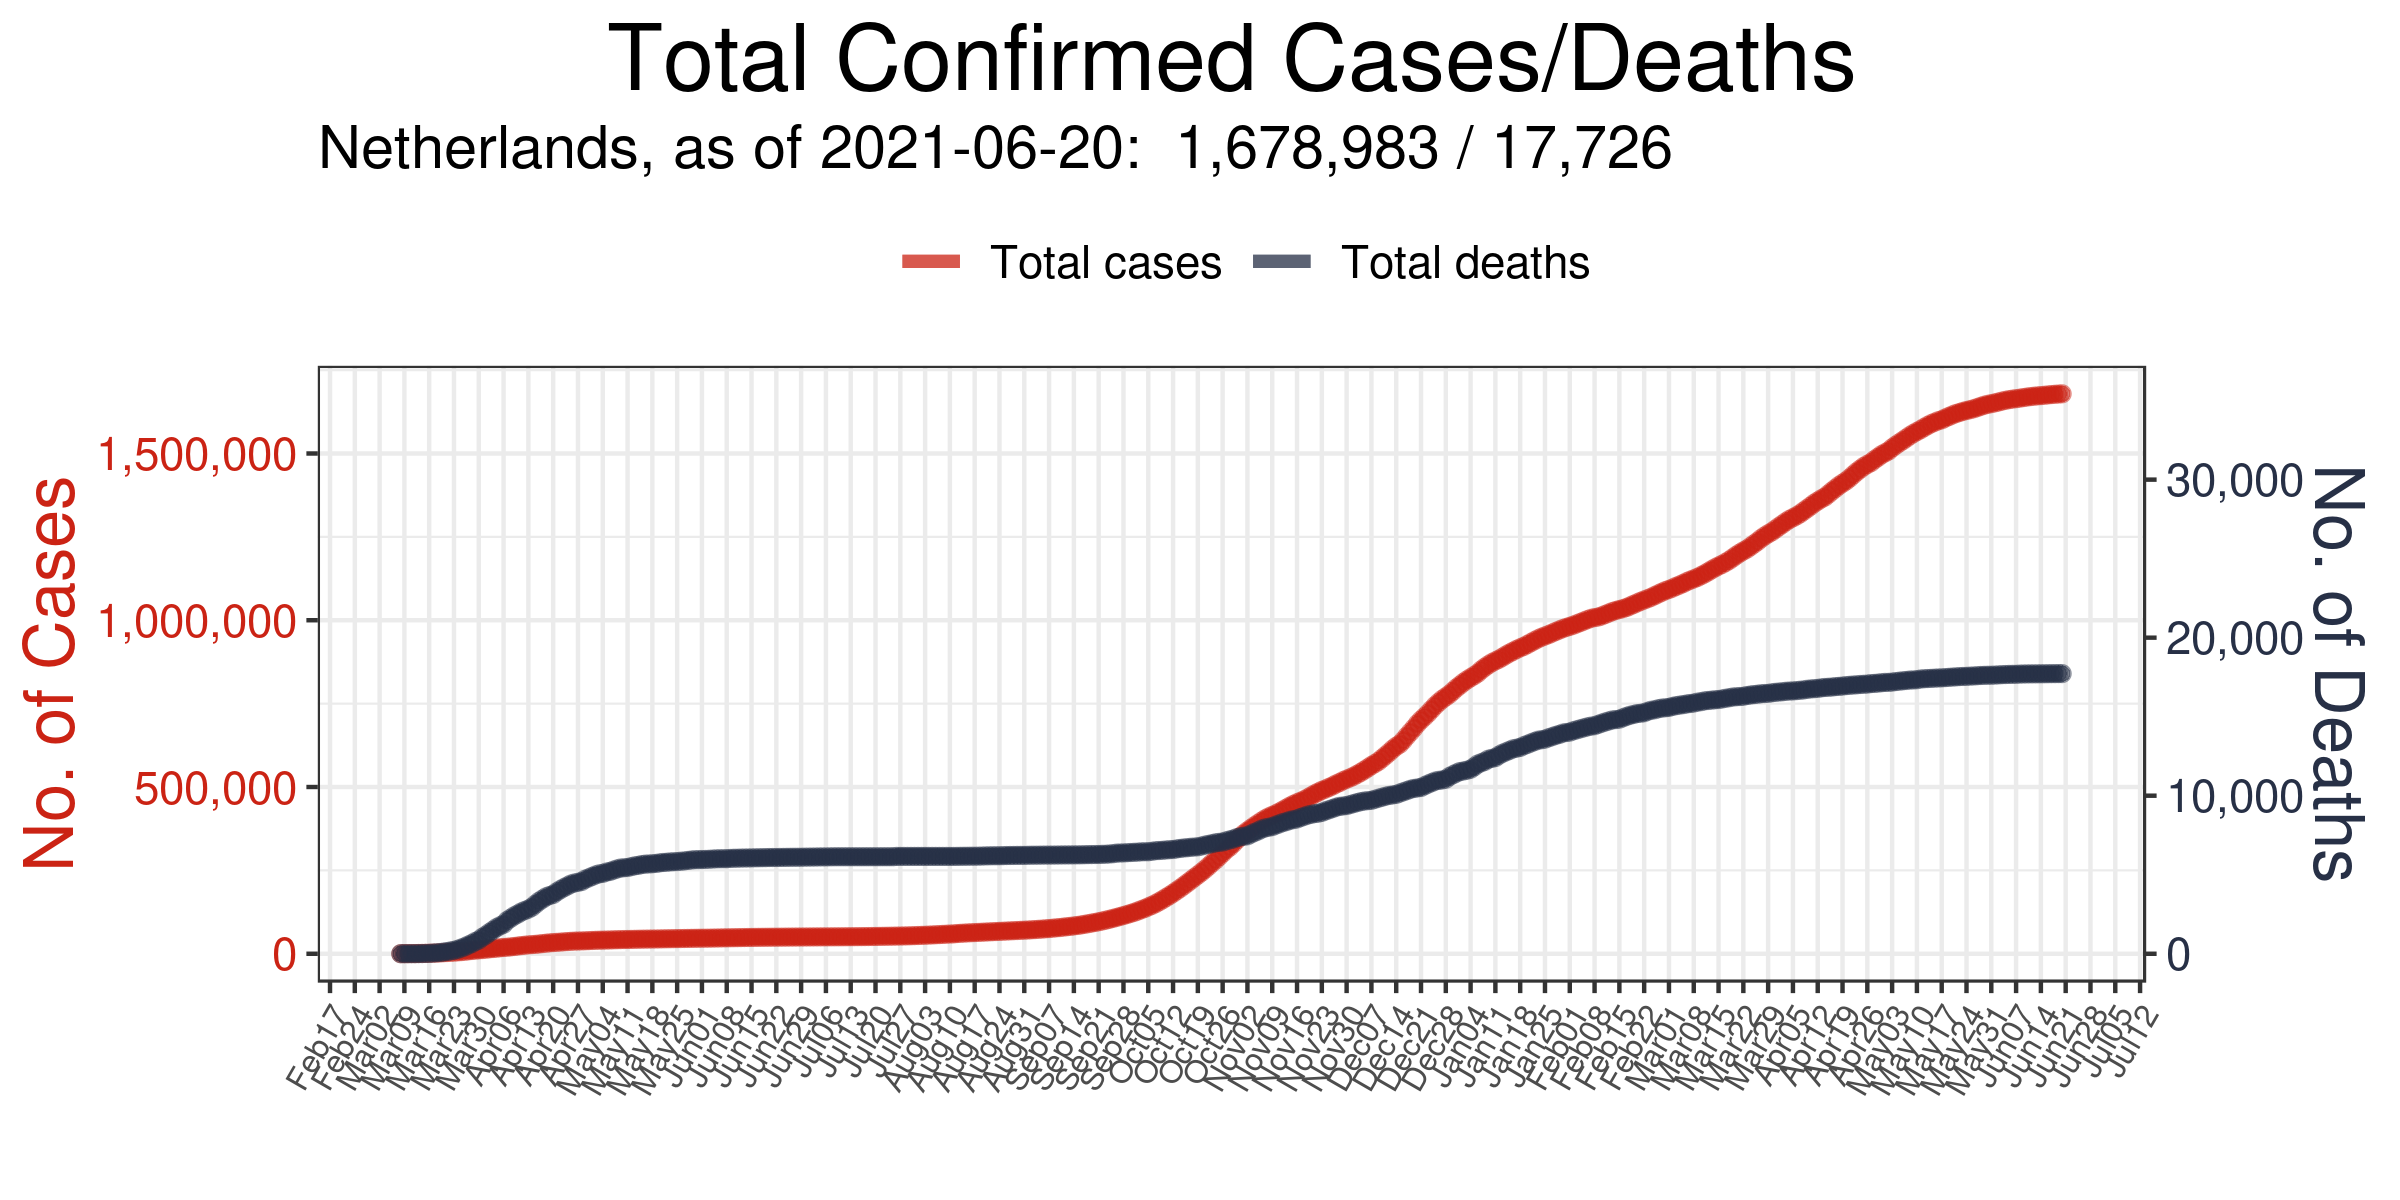 Total Confirmed Cases/Deaths
Netherlands, as of 2021-06-20: 1,678,983 / 17,726
Total cases
Total deaths
No. of Cases
1,500,000
1,000,000
500,000
0
30,000
20,000
10,000
0
No. of Deaths
Feb17
Feb24
Mar02
Mar09
Mar16
Mar23
Mar30
Apr06
Apr13
Apr20
Apr27
May04
May11
May18
May25
Jun01
Jun08
Jun15
Jun22
Jun29
Jul06
Jul13
Jul20
Jul27
Aug03
Aug10
Aug17
Aug24
Aug31
Sep07
Sep14
Sep21
Sep28
Oct05
Oct12
Oct19
Oct26
Nov02
Nov09
Nov16
Nov23
Nov30
Dec07
Dec14
Dec21
Dec28
Jan04
Jan11
Jan18
Jan25
Feb01
Feb08
Feb15
Feb22
Mar01
Mar08
Mar15
Mar22
Mar29
Apr05
Apr12
Apr19
Apr26
May03
May10
May17
May24
May31
Jun07
Jun14
Jun21
Jun28
Jul05
Jul12